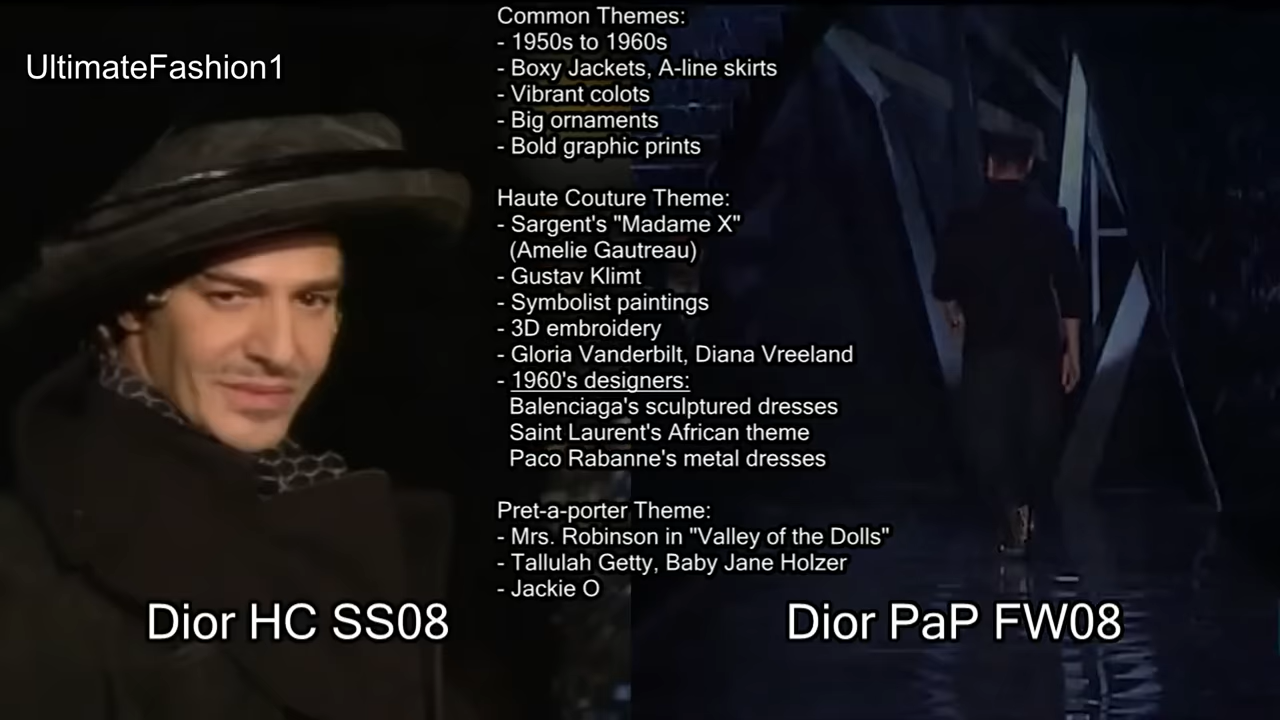 UltimateFashion1
Common Themes:
- 1950s to 1960s
- Boxy Jackets, A-line skirts
- Vibrant colots
- Big ornaments
- Bold graphic prints
Haute Couture Theme:
- Sargent's "Madame X"
(Amelie Gautreau)
- Gustav Klimt
- Symbolist paintings
- 3D embroidery
- Gloria Vanderbilt, Diana Vreeland
- 1960's designers:
Balenciaga's sculptured dresses
Saint Laurent's African theme
Paco Rabanne's metal dresses
Pret-a-porter Theme:
- Mrs. Robinson in "Valley of the Dolls"
- Tallulah Getty, Baby Jane Holzer
- Jackie O
Dior HC SS08
Dior PaP FW08